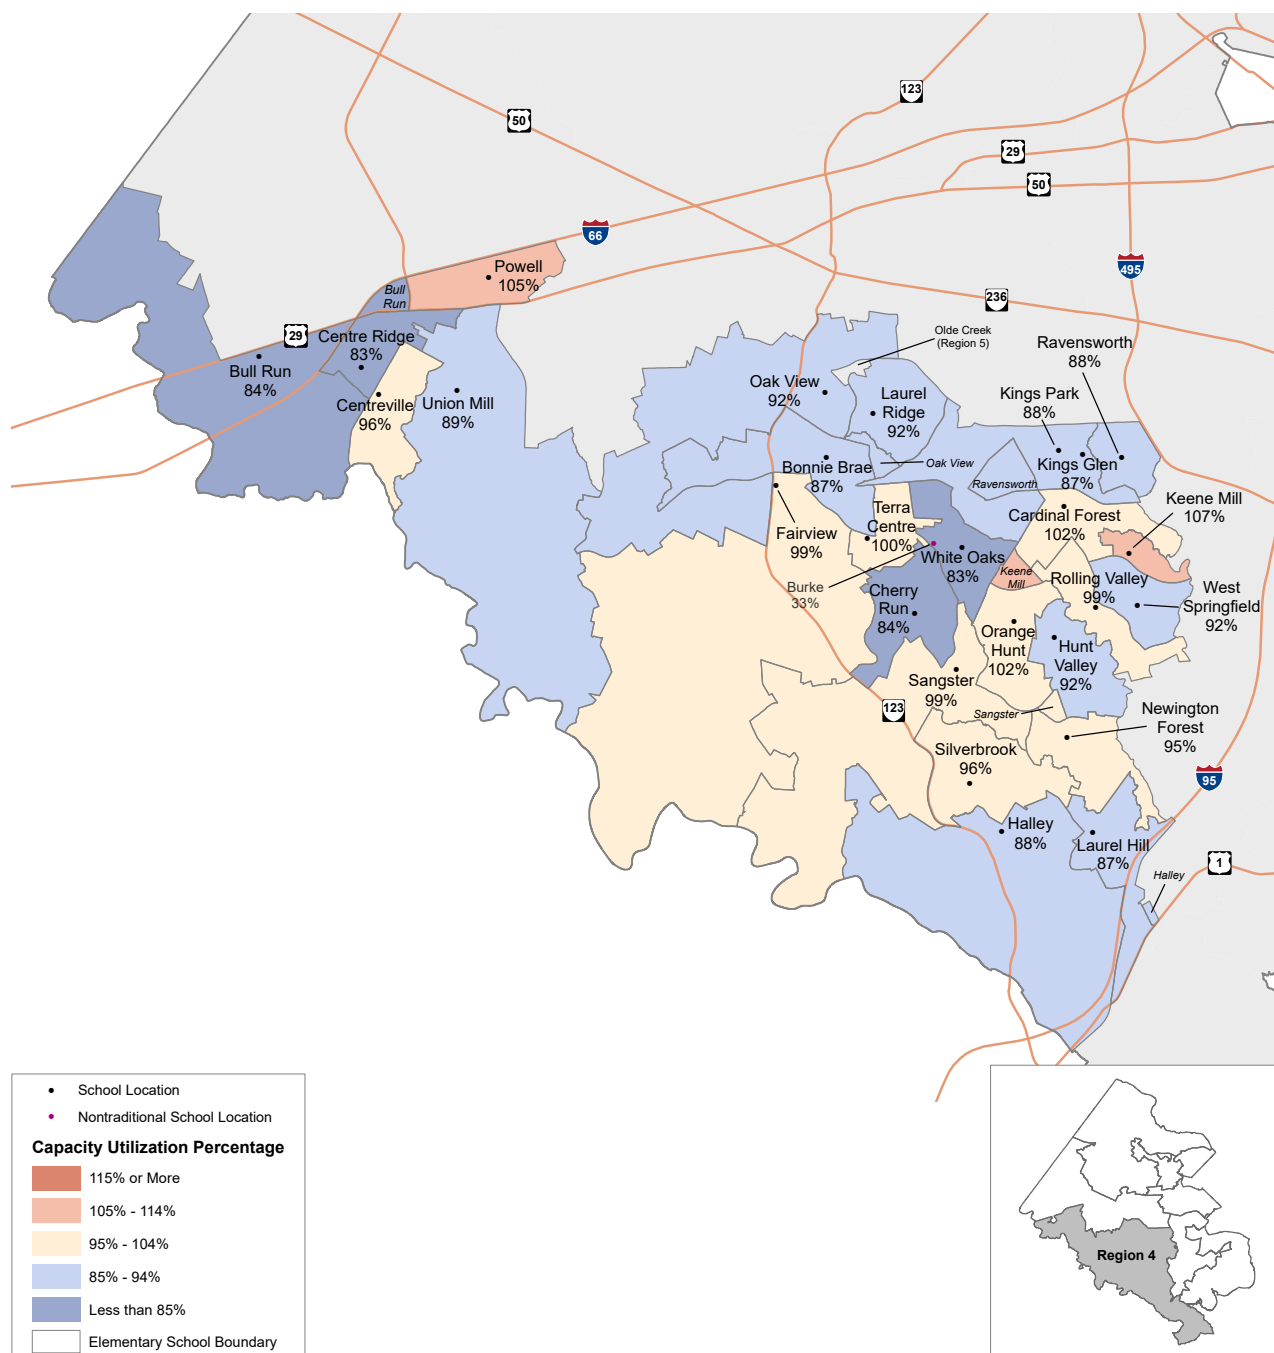 123
50
29
50
66
495
236
Powell
105%
Bull
Run
29
Centre Ridge
83%
Bull Run
84%
Centreville
96%
Union Mill
89%
Olde Creek
(Region 5)
Ravensworth
88%
Oak View
92%
Laurel
Ridge
92%
Kings Park
88%
Bonnie Brae
87%
Oak View
Kings Glen
87%
Ravensworth
Keene Mill
107%
Terra
Centre
100%
Cardinal Forest
102%
Fairview
99%
White Oaks
83%
Keene
Mill
Burke
33%
Cherry
Run
84%
Rolling Valley
99%
West
Springfield
92%
Orange
Hunt
102%
Hunt
Valley
92%
Sangster
99%
Sangster
123
Newington
Forest
95%
Silverbrook
96%
95
Halley
88%
Laurel Hill
87%
1
Halley
School Location
Nontraditional School Location
Capacity Utilization Percentage
115% or More
105% - 114%
95% - 104%
85% - 94%
Less than 85%
Elementary School Boundary
Region 4